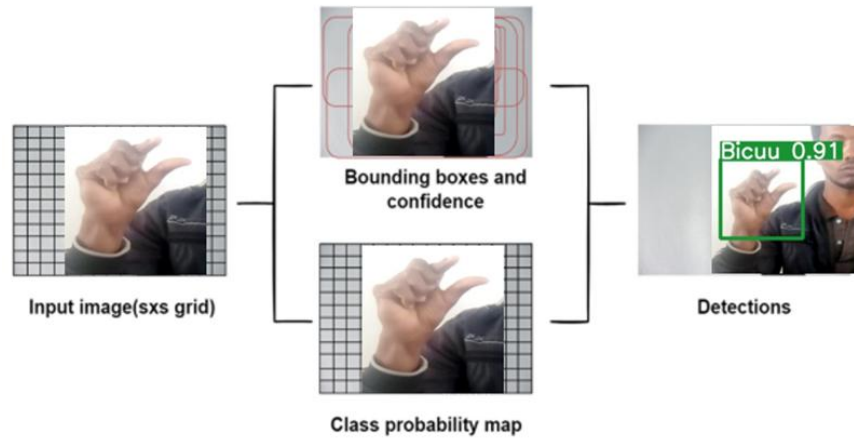 Bounding boxes and
confidence
Bicuu 0.91
Input image(sxs grid)
Detections
Class probability map